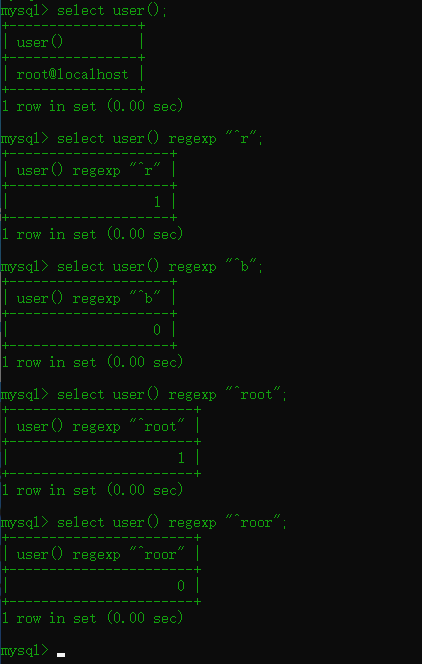 mysql> select user();
+----------------+
| user()         |
+----------------+
| root@localhost |
+----------------+
1 row in set (0.00 sec)
mysql> select user() regexp "^r";
+--------------------+
| user() regexp "^r" |
+--------------------+
|                  1 |
+--------------------+
1 row in set (0.00 sec)
mysql> select user() regexp "^b";
+--------------------+
| user() regexp "^b" |
+--------------------+
|                  0 |
+--------------------+
1 row in set (0.00 sec)
mysql> select user() regexp "^root";
+-----------------------+
| user() regexp "^root" |
+-----------------------+
|                     1 |
+-----------------------+
1 row in set (0.00 sec)
mysql> select user() regexp "^roor";
+-----------------------+
| user() regexp "^roor" |
+-----------------------+
|                     0 |
+-----------------------+
1 row in set (0.00 sec)
mysql> _